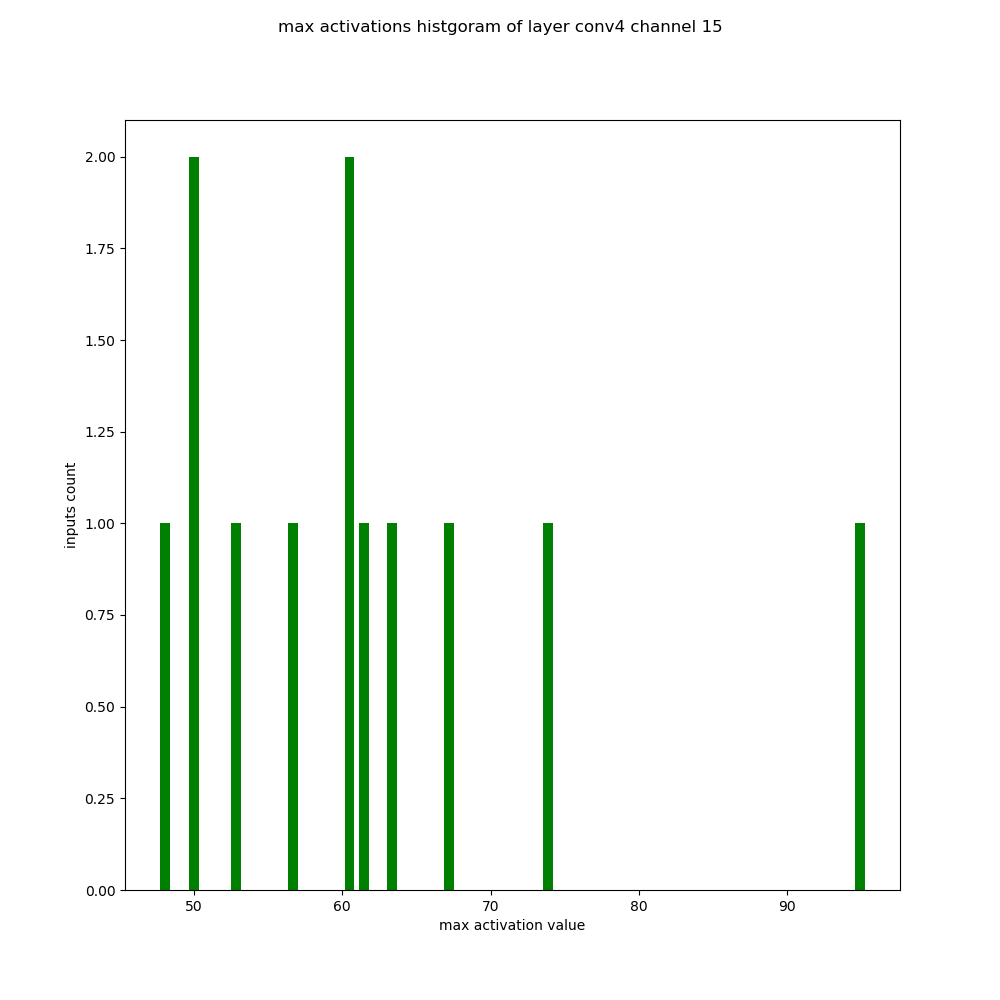 max activations histgoram of layer conv4 channel 15
2.00
1.75
1.50
1.25
1.00
0.75
0.50
0.25
0.00
inputs count
50 60 70 80 90
max activation value